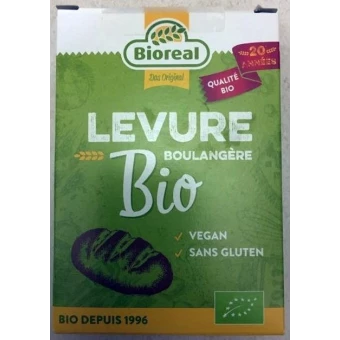 Bioreal
Das Original
20
ANNÉES
QUALITÉ
BIO
LEVURE
BOULANGÈRE
Bio
VEGAN
SANS GLUTEN
BIO DEPUIS 1996